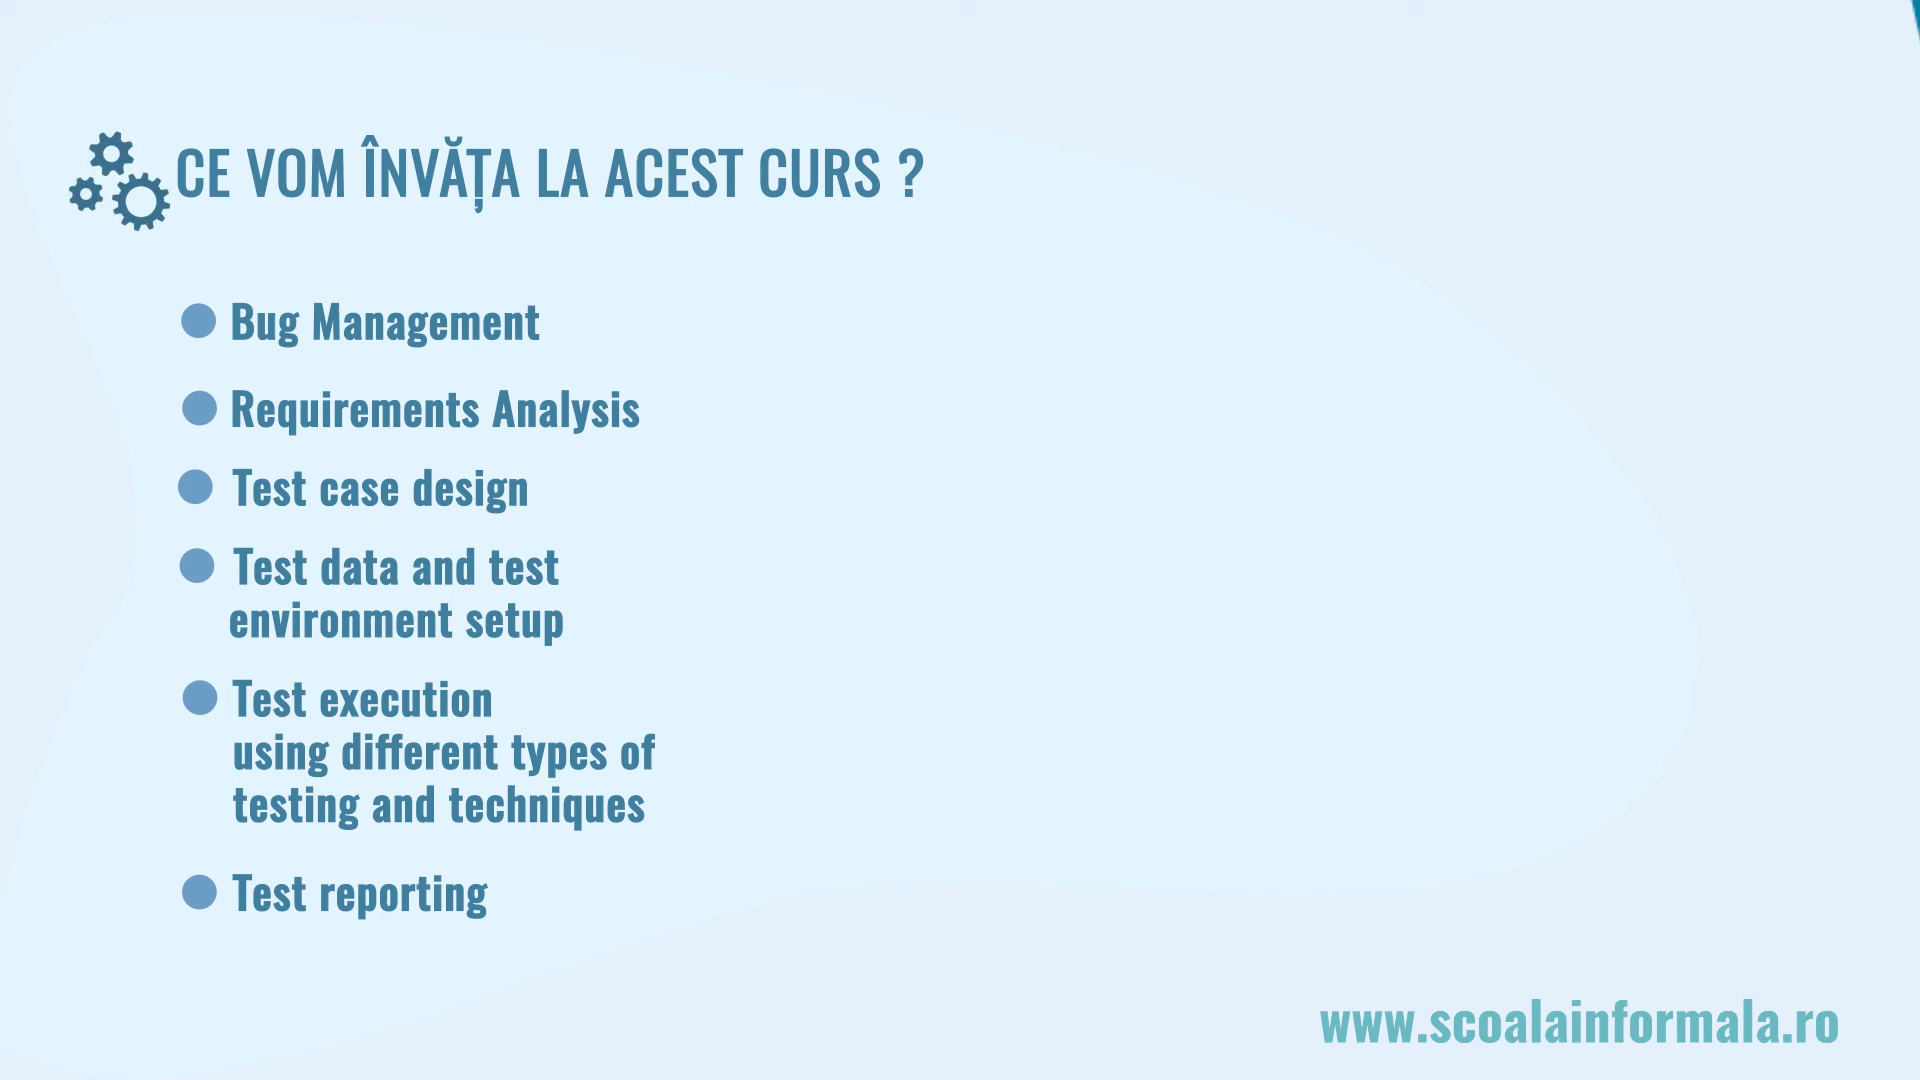 CE VOM ÎNVĂȚA LA ACEST CURS ?
Bug Management
Requirements Analysis
Test case design
Test data and test
environment setup
Test execution
using different types of
testing and techniques
Test reporting
www.scoalainformala.ro